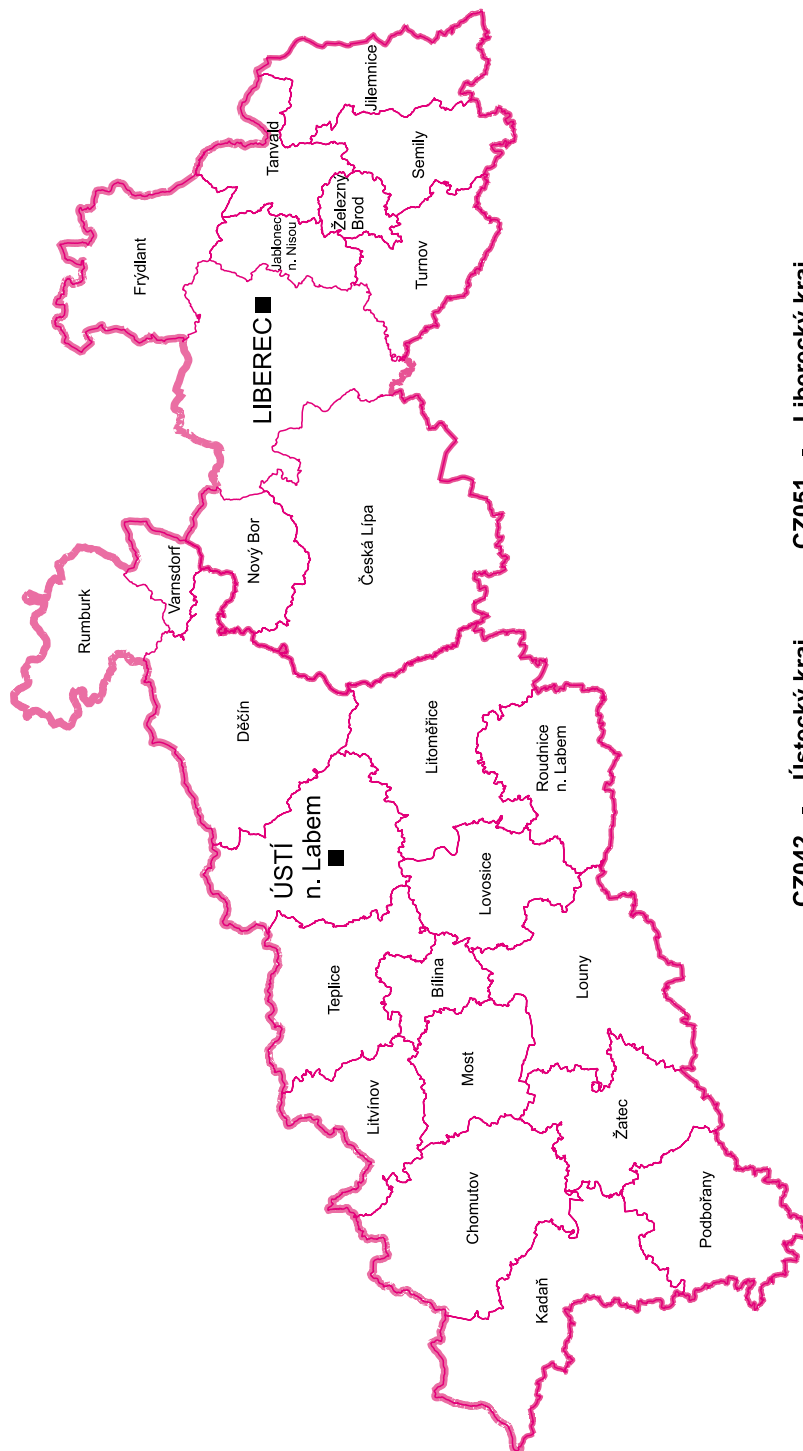 Rumburk
Varnsdorf
Děčín
ÚSTÍ
n. Labem
Teplice
Litvínov
Chomutov
Kadaň
Podbořany
Žatec
Most
Bílina
Louny
Lovosice
Litoměřice
Roudnice
n. Labem
Nový Bor
Česká Lípa
LIBEREC
Frýdlant
Jablonec
n. Nisou
Tanvald
Železný
Brod
Turnov
Semily
Jilemnice
CZ042 - Ústecký kraj
CZ051 - Liberecký kraj